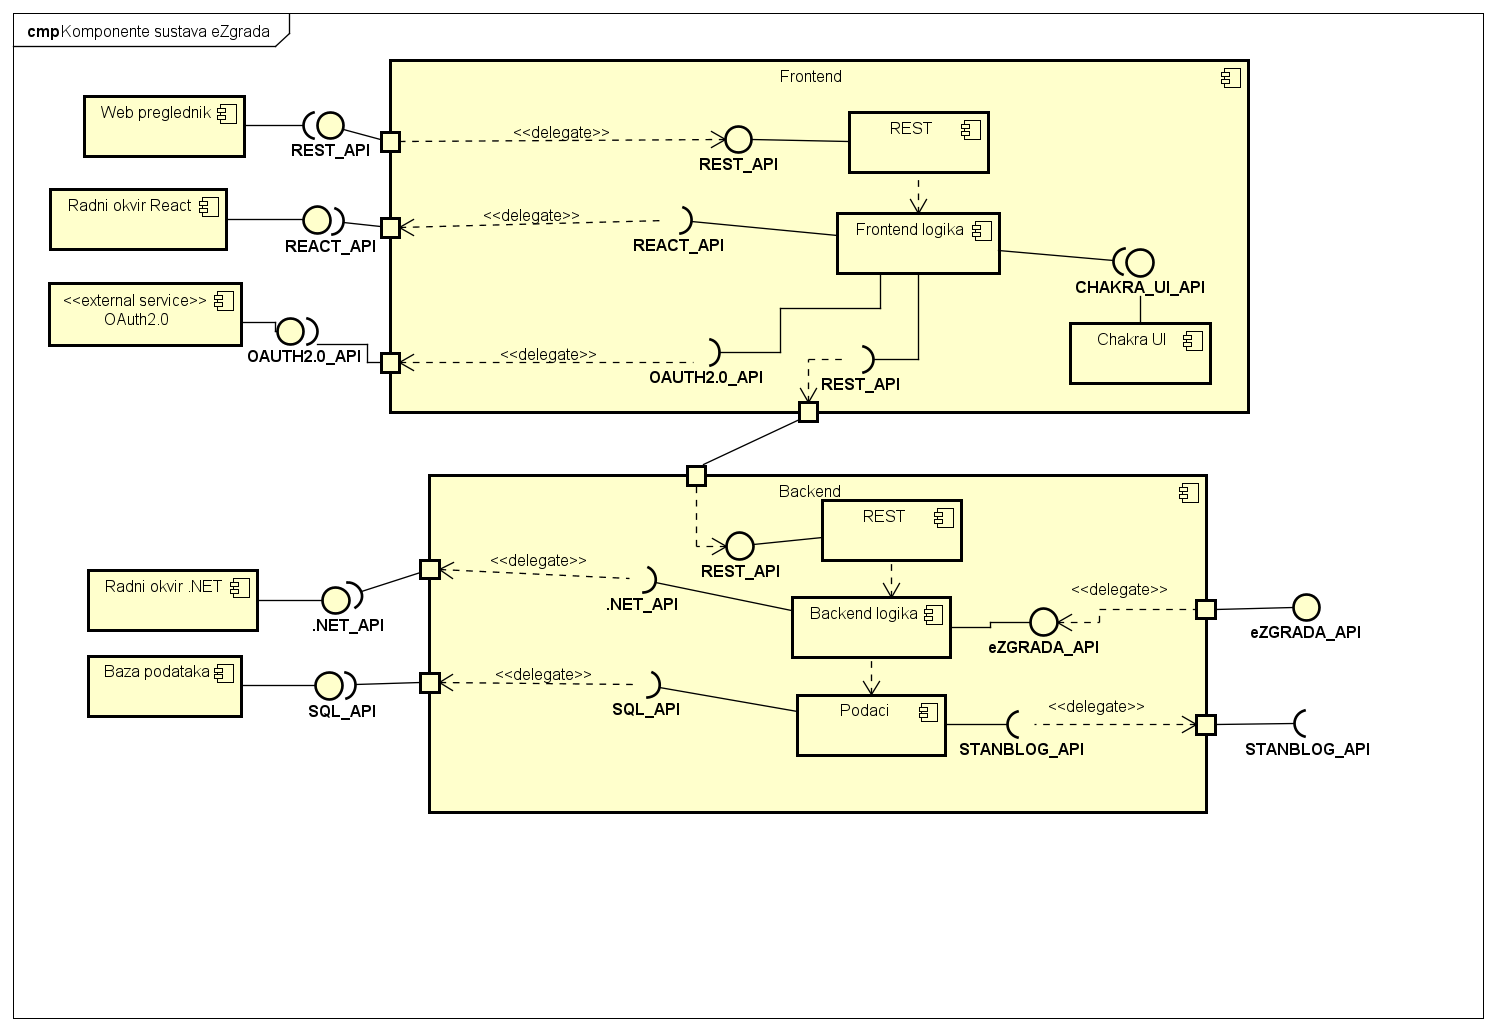 cmp Komponente sustava eZgrada
Frontend
Web preglednik
REST_API
<<delegate>>
REST_API
REST
Radni okvir React
REACT_API
<<delegate>>
REACT_API
Frontend logika
CHAKRA_UI_API
Chakra UI
<<external service>>
OAuth2.0
OAUTH2.0_API
<<delegate>>
OAUTH2.0_API
REST_API
Backend
REST
REST_API
Radni okvir .NET
.NET_API
<<delegate>>
.NET_API
Backend logika
eZGRADA_API
<<delegate>>
eZGRADA_API
Baza podataka
SQL_API
<<delegate>>
SQL_API
Podaci
STANBLOG_API
<<delegate>>
STANBLOG_API